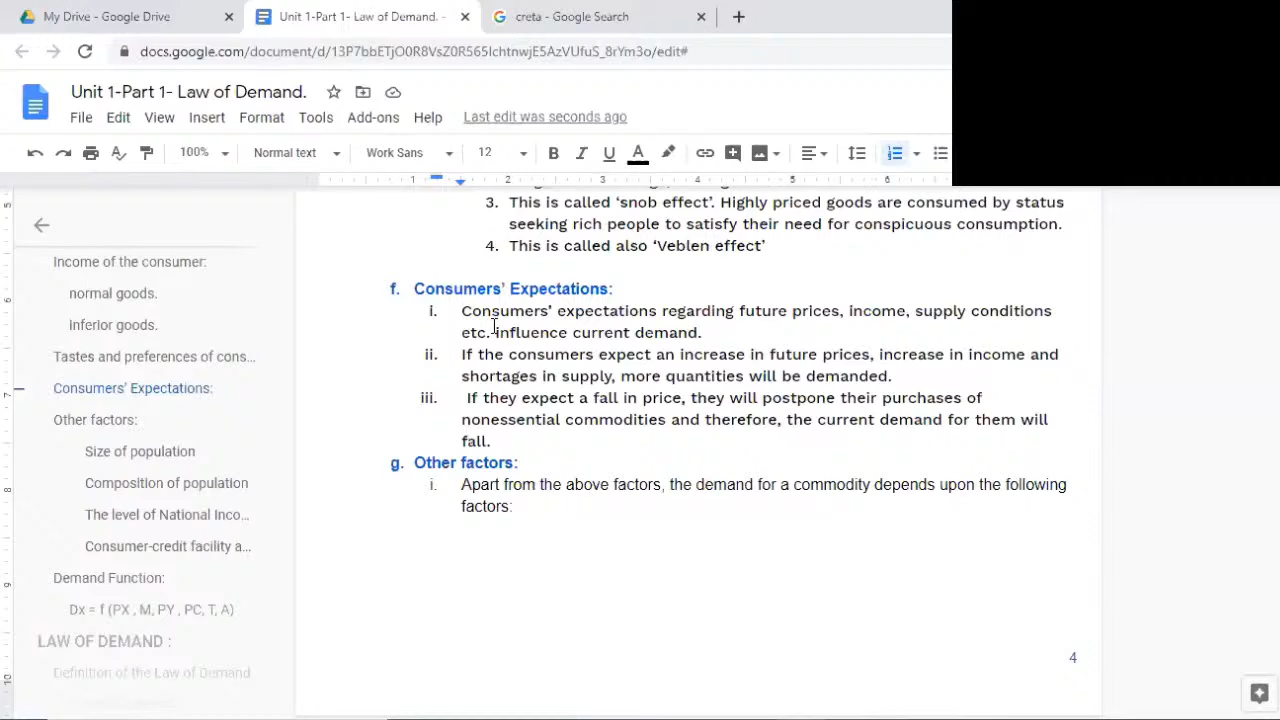 My Drive - Google Drive
Unit 1-Part 1- Law of Demand. -
creta - Google Search
docs.google.com/document/d/13P7bbETjO0R8VsZ0R565IchtnwjE5AzVUfuS_8rYm3o/edit#
Unit 1-Part 1- Law of Demand.
File Edit View Insert Format Tools Add-ons Help Last edit was seconds ago
100% Normal text Work Sans 12 B I U A
1 2 3 4 5 6
3. This is called ‘snob effect’. Highly priced goods are consumed by status
seeking rich people to satisfy their need for conspicuous consumption.
4. This is called also ‘Veblen effect’
f. Consumers’ Expectations:
i. Consumers’ expectations regarding future prices, income, supply conditions
etc. influence current demand.
ii. If the consumers expect an increase in future prices, increase in income and
shortages in supply, more quantities will be demanded.
iii. If they expect a fall in price, they will postpone their purchases of
nonessential commodities and therefore, the current demand for them will
fall.
g. Other factors:
i. Apart from the above factors, the demand for a commodity depends upon the following
factors:
4
Income of the consumer:
normal goods.
inferior goods.
Tastes and preferences of cons...
Consumers’ Expectations:
Other factors:
Size of population
Composition of population
The level of National Inco...
Consumer-credit facility a...
Demand Function:
Dx = f (PX , M, PY , PC, T, A)
LAW OF DEMAND :
Definition of the Law of Demand